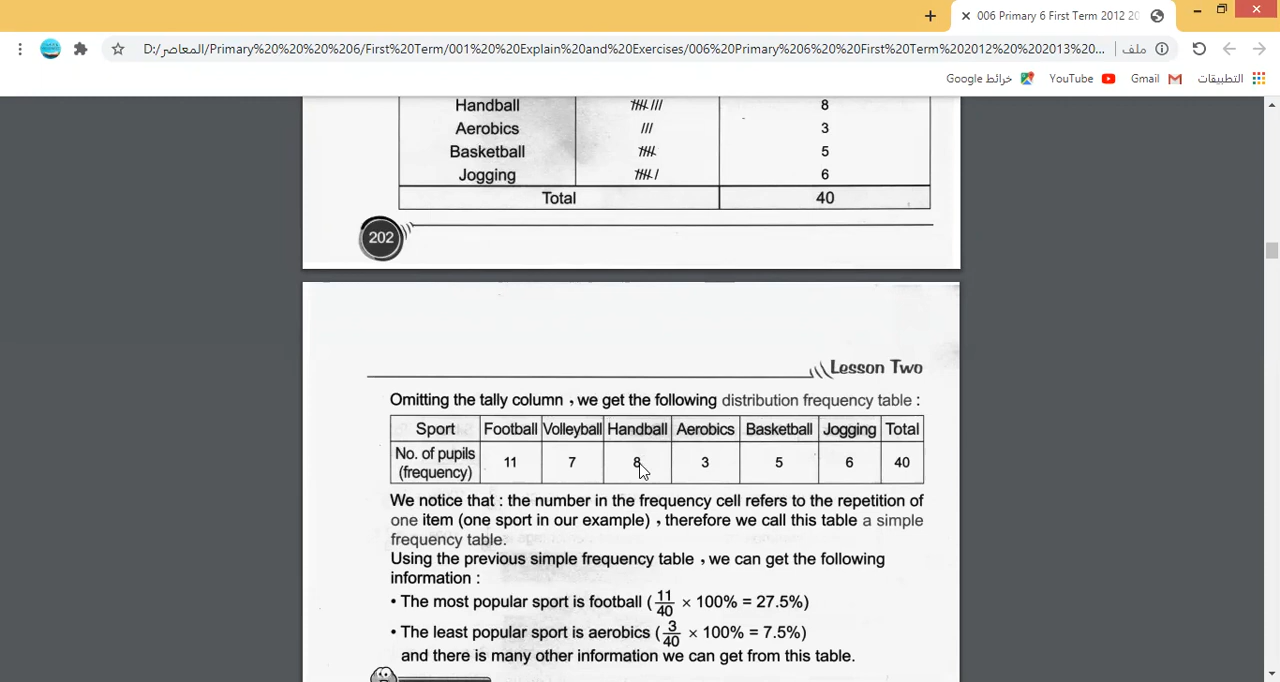 006 Primary 6 First Term 2012 20
D:/المعاصر/Primary%20%20%20%206/First%20Term/001%20%20Explain%20and%20Exercises/006%20Primary%206%20%20First%20Term%202012%20%202013%20...
ملف
خرائط Google
YouTube
Gmail
التطبيقات
Handball 8
Aerobics 3
Basketball 5
Jogging 6
Total 40
202
Lesson Two
Omitting the tally column , we get the following distribution frequency table :
Sport Football Volleyball Handball Aerobics Basketball Jogging Total
No. of pupils
(frequency) 11 7 8 3 5 6 40
We notice that : the number in the frequency cell refers to the repetition of
one item (one sport in our example) , therefore we call this table a simple
frequency table.
Using the previous simple frequency table , we can get the following
information :
• The most popular sport is football (11/40 × 100% = 27.5%)
• The least popular sport is aerobics (3/40 × 100% = 7.5%)
and there is many other information we can get from this table.